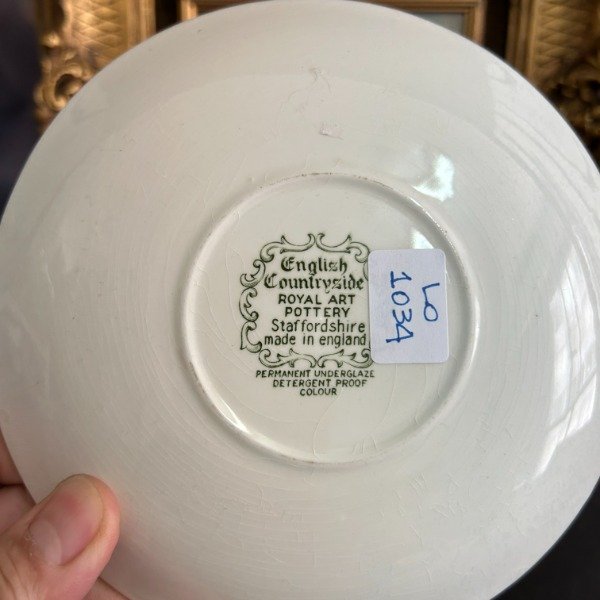 English
Countryside
ROYAL ART
POTTERY
Staffordshire
made in england
PERMANENT UNDERGLAZE
DETERGENT PROOF
COLOUR
LO
1034